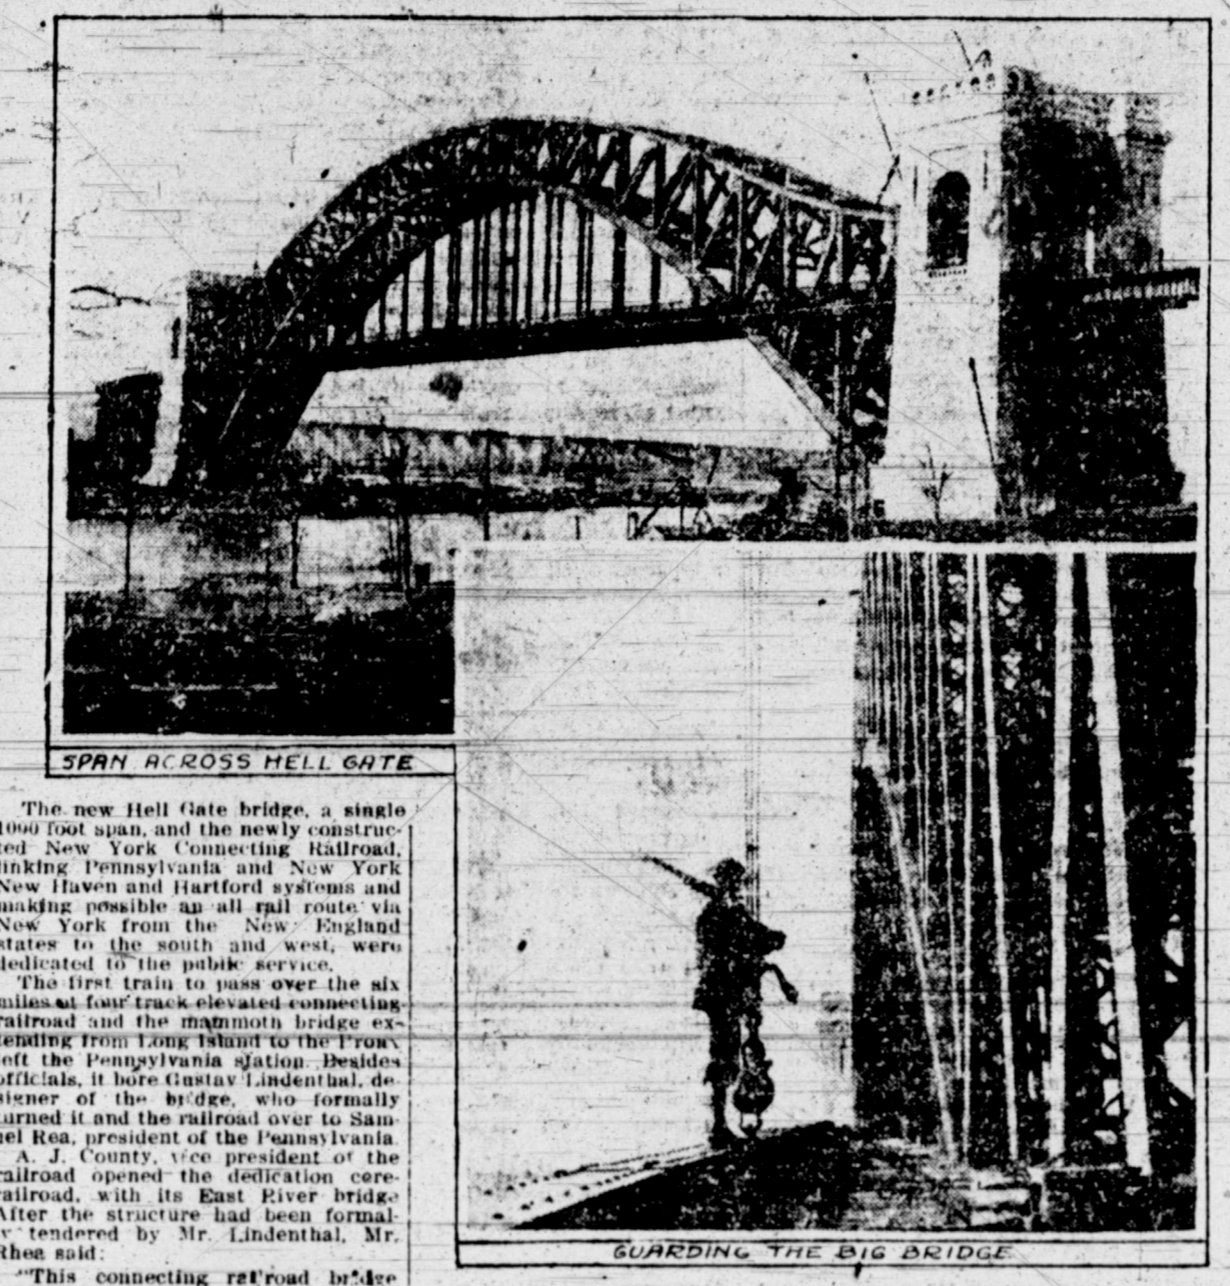 SPAN ACROSS HELL GATE
The new Hell Gate bridge, a single
1000 foot span, and the newly construc-
ted New York Connecting Railroad,
linking Pennsylvania and New York
New Haven and Hartford systems and
making possible an all rail route via
New York from the New England
states to the south and west, were
dedicated to the public service.
The first train to pass over the six
miles of four track elevated connecting
railroad and the mammoth bridge ex-
tending from Long Island to the Bronx
left the Pennsylvania station. Besides
officials, it bore Gustav Lindenthal, de-
signer of the bridge, who formally
turned it and the railroad over to Sam-
uel Rea, president of the Pennsylvania.
A. J. County, vice president of the
railroad opened the dedication cere-
railroad, with its East River bridge
After the structure had been formal-
ly tendered by Mr. Lindenthal, Mr.
Rhea said:
"This connecting railroad bridge
GUARDING THE BIG BRIDGE